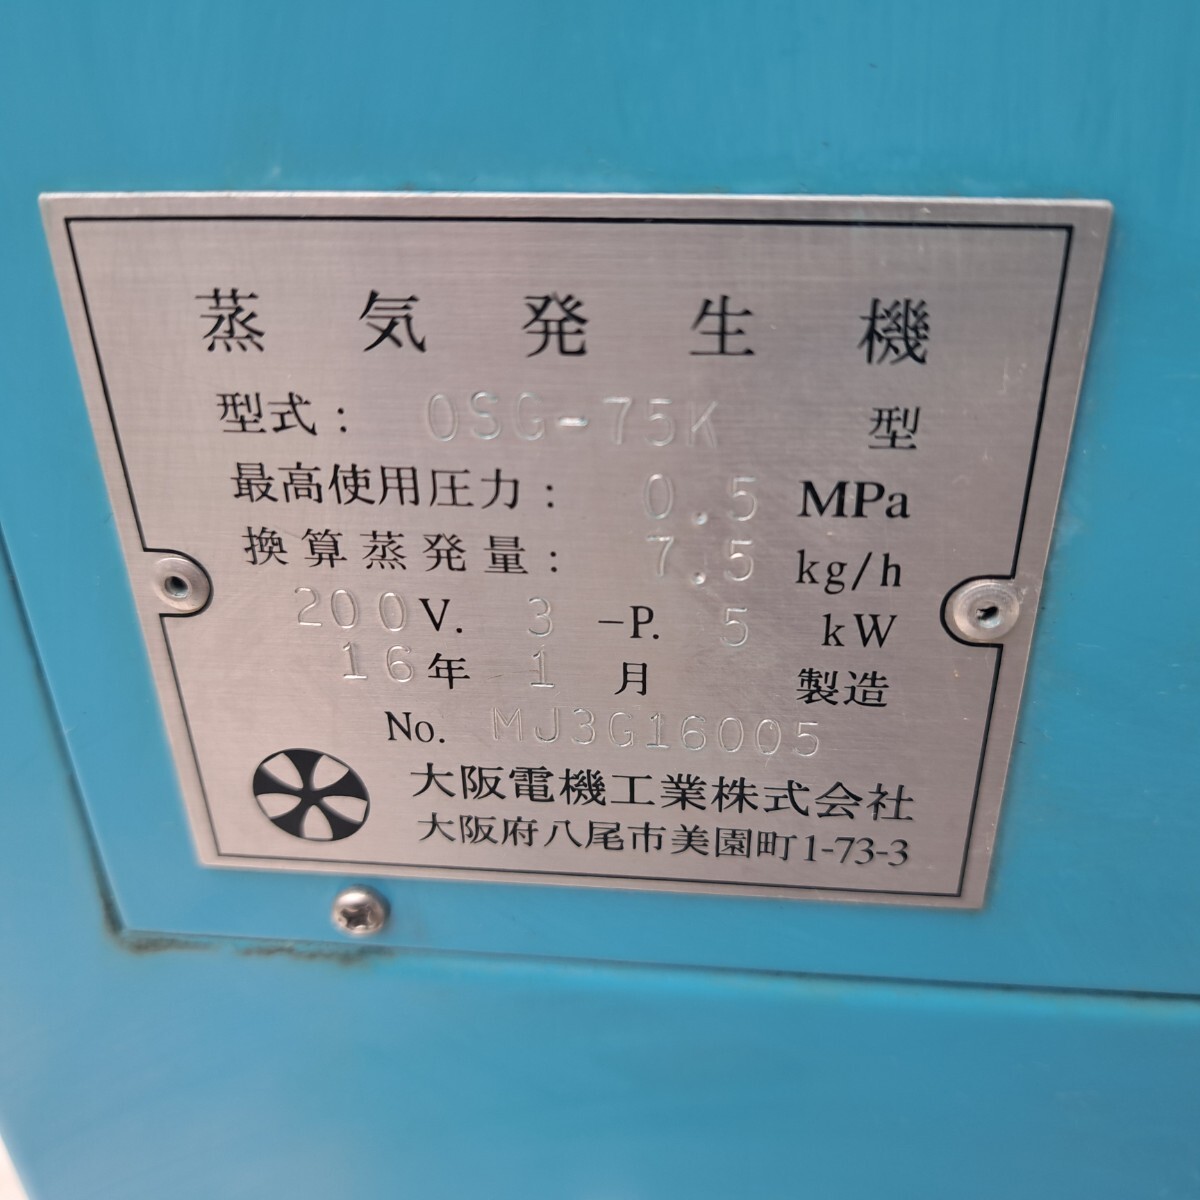 蒸気発生機
型式: OSG-75K 型
最高使用圧力: 0.5 MPa
換算蒸発量: 7.5 kg/h
200V. 3 -P. 5 kW
16年 1月 製造
No. MJ3G16005
大阪電機工業株式会社
大阪府八尾市美園町1-73-3